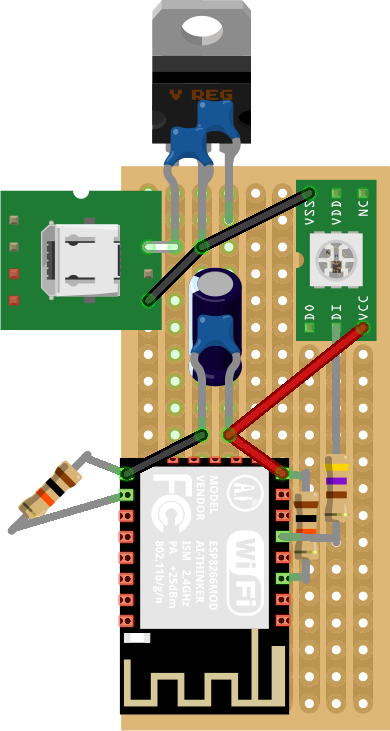 V REG
VSS
VDD
NC
DO
DI
VCC
MODEL
VENDOR
ESP8266MOD
AI-THINKER
ISM 2.4GHz
PA +25dBm
802.11b/g/n
FC
Ai
WiFi